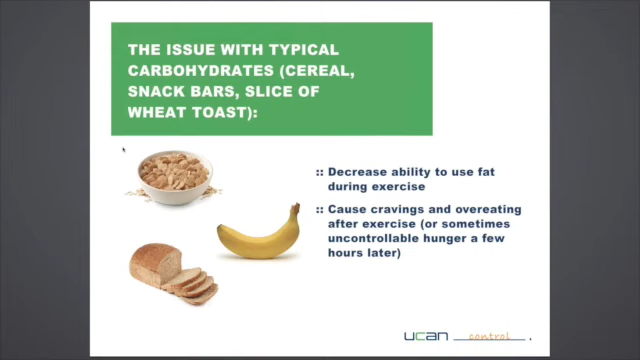 THE ISSUE WITH TYPICAL
CARBOHYDRATES (CEREAL,
SNACK BARS, SLICE OF
WHEAT TOAST):
:: Decrease ability to use fat
during exercise
:: Cause cravings and overeating
after exercise (or sometimes
uncontrollable hunger a few
hours later)
ucan control.